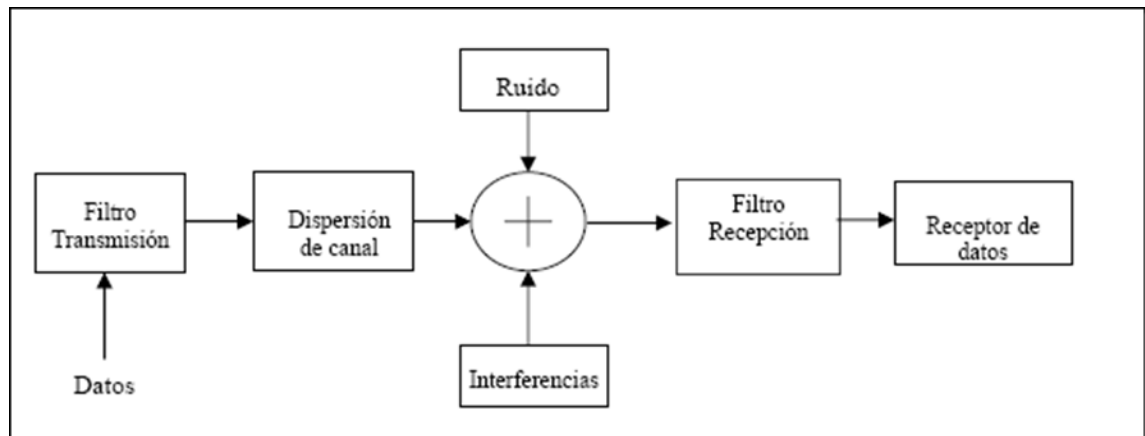 Ruido
Filtro
Transmisión
Dispersión
de canal
Filtro
Recepción
Receptor de
datos
Datos
Interferencias